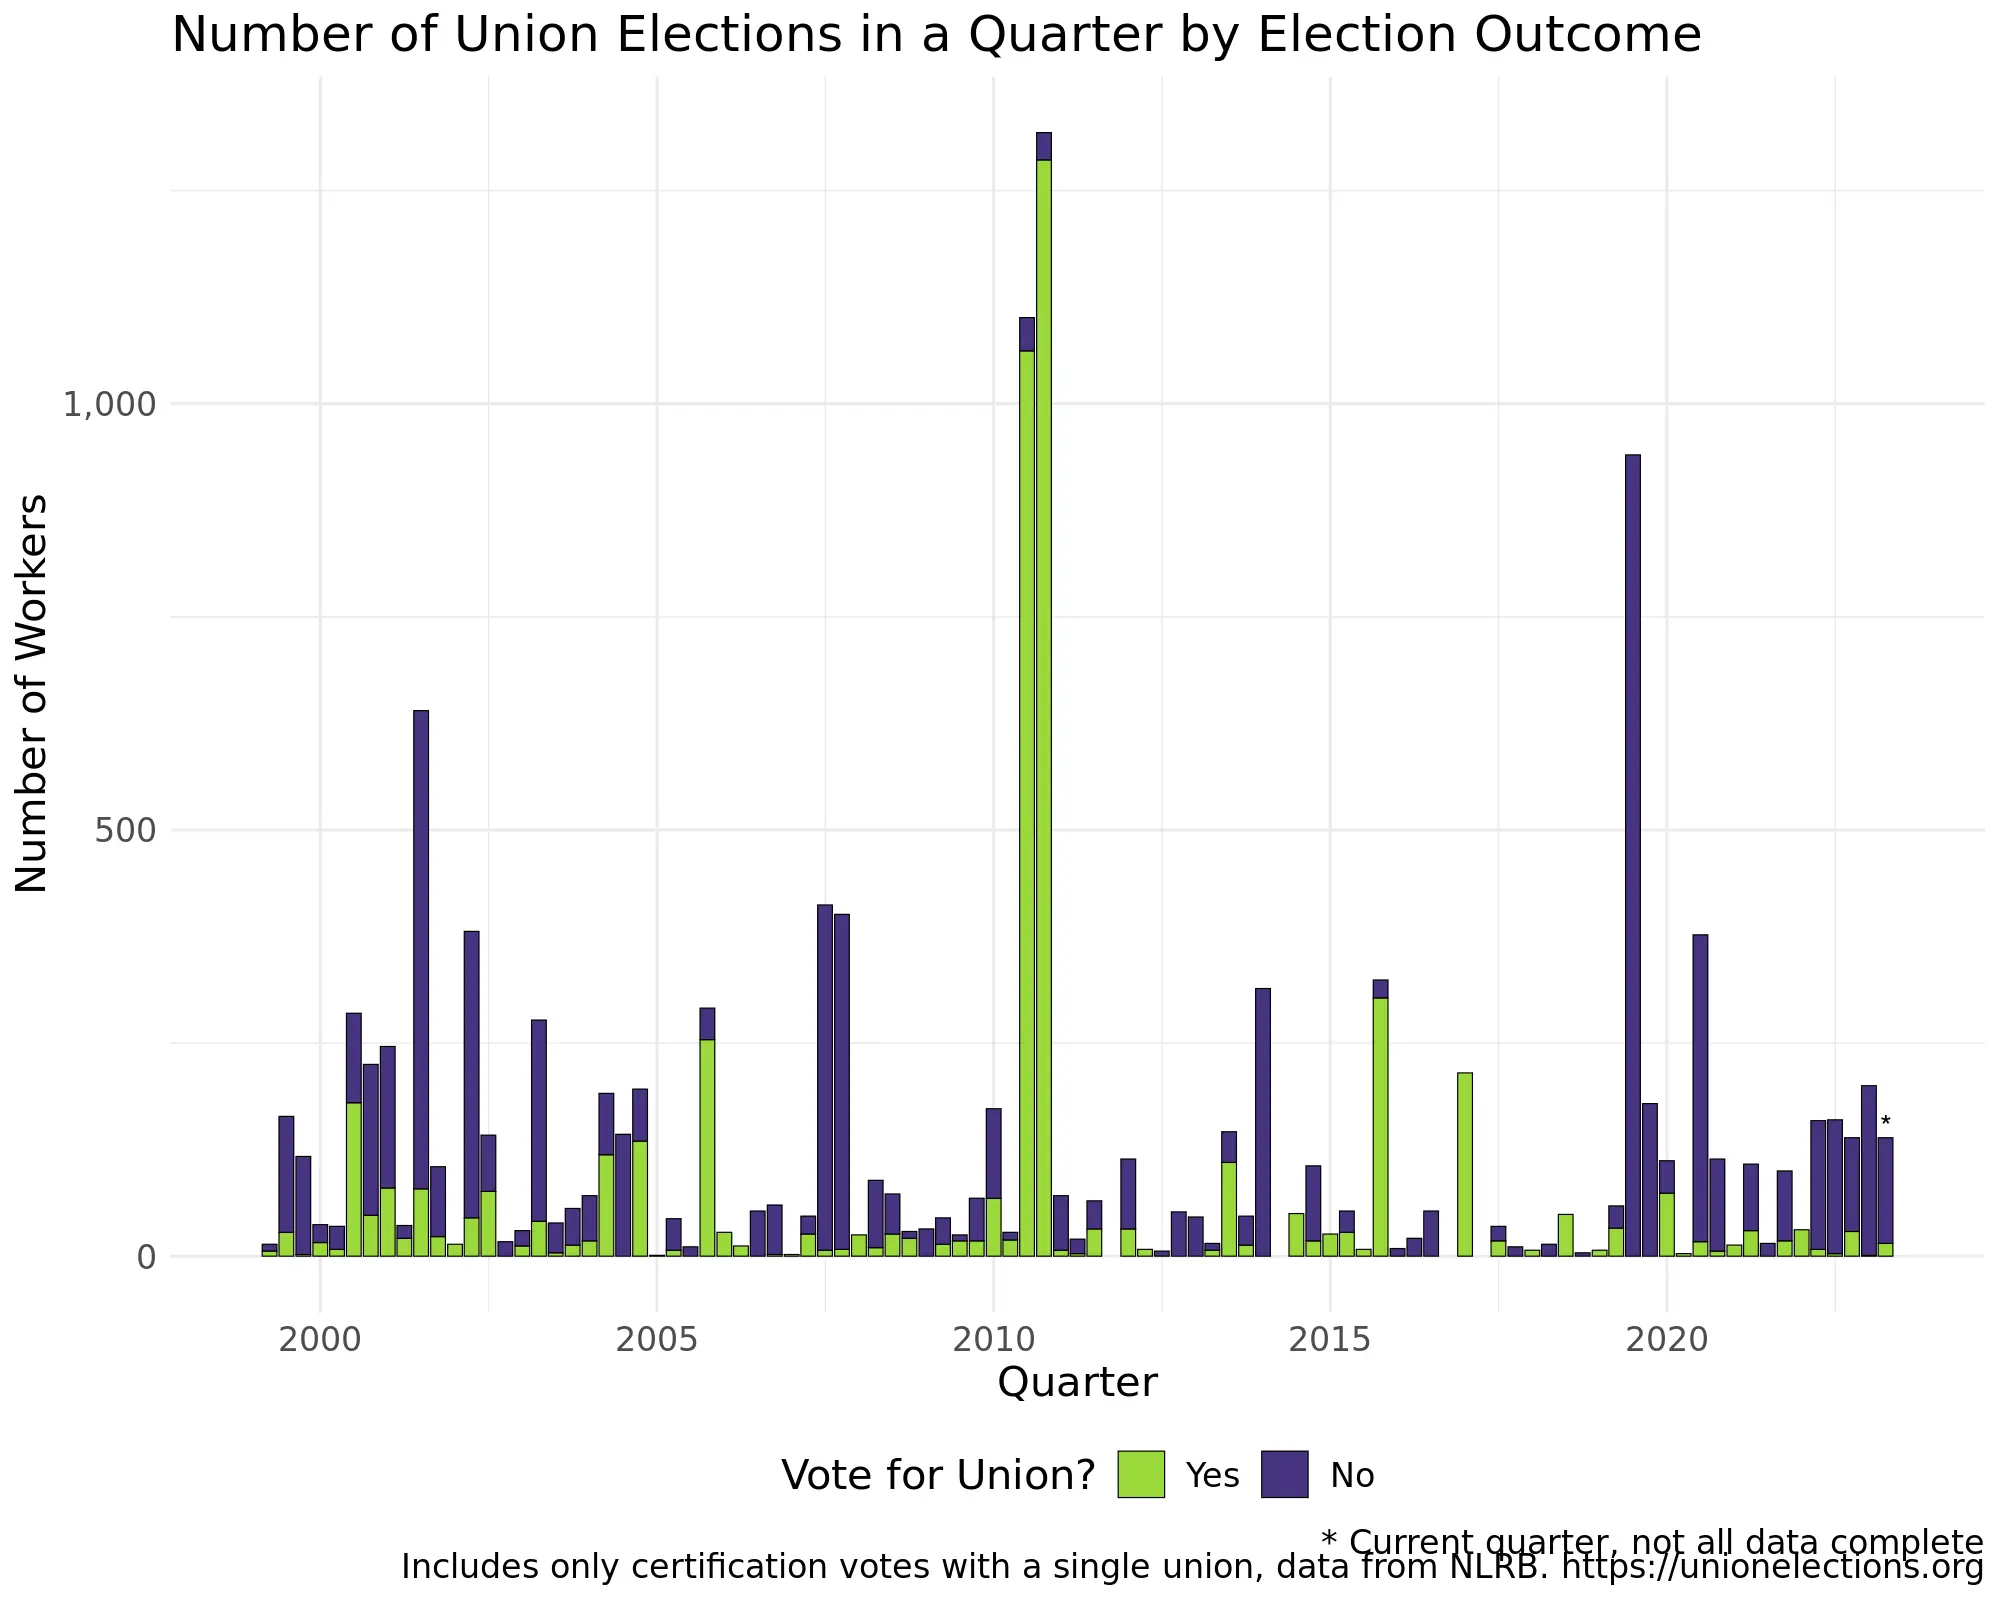 Number of Union Elections in a Quarter by Election Outcome
Number of Workers
1,000
500
0
2000 2005 2010 2015 2020
*
Quarter
Vote for Union? Yes No
* Current quarter, not all data complete
Includes only certification votes with a single union, data from NLRB. https://unionelections.org